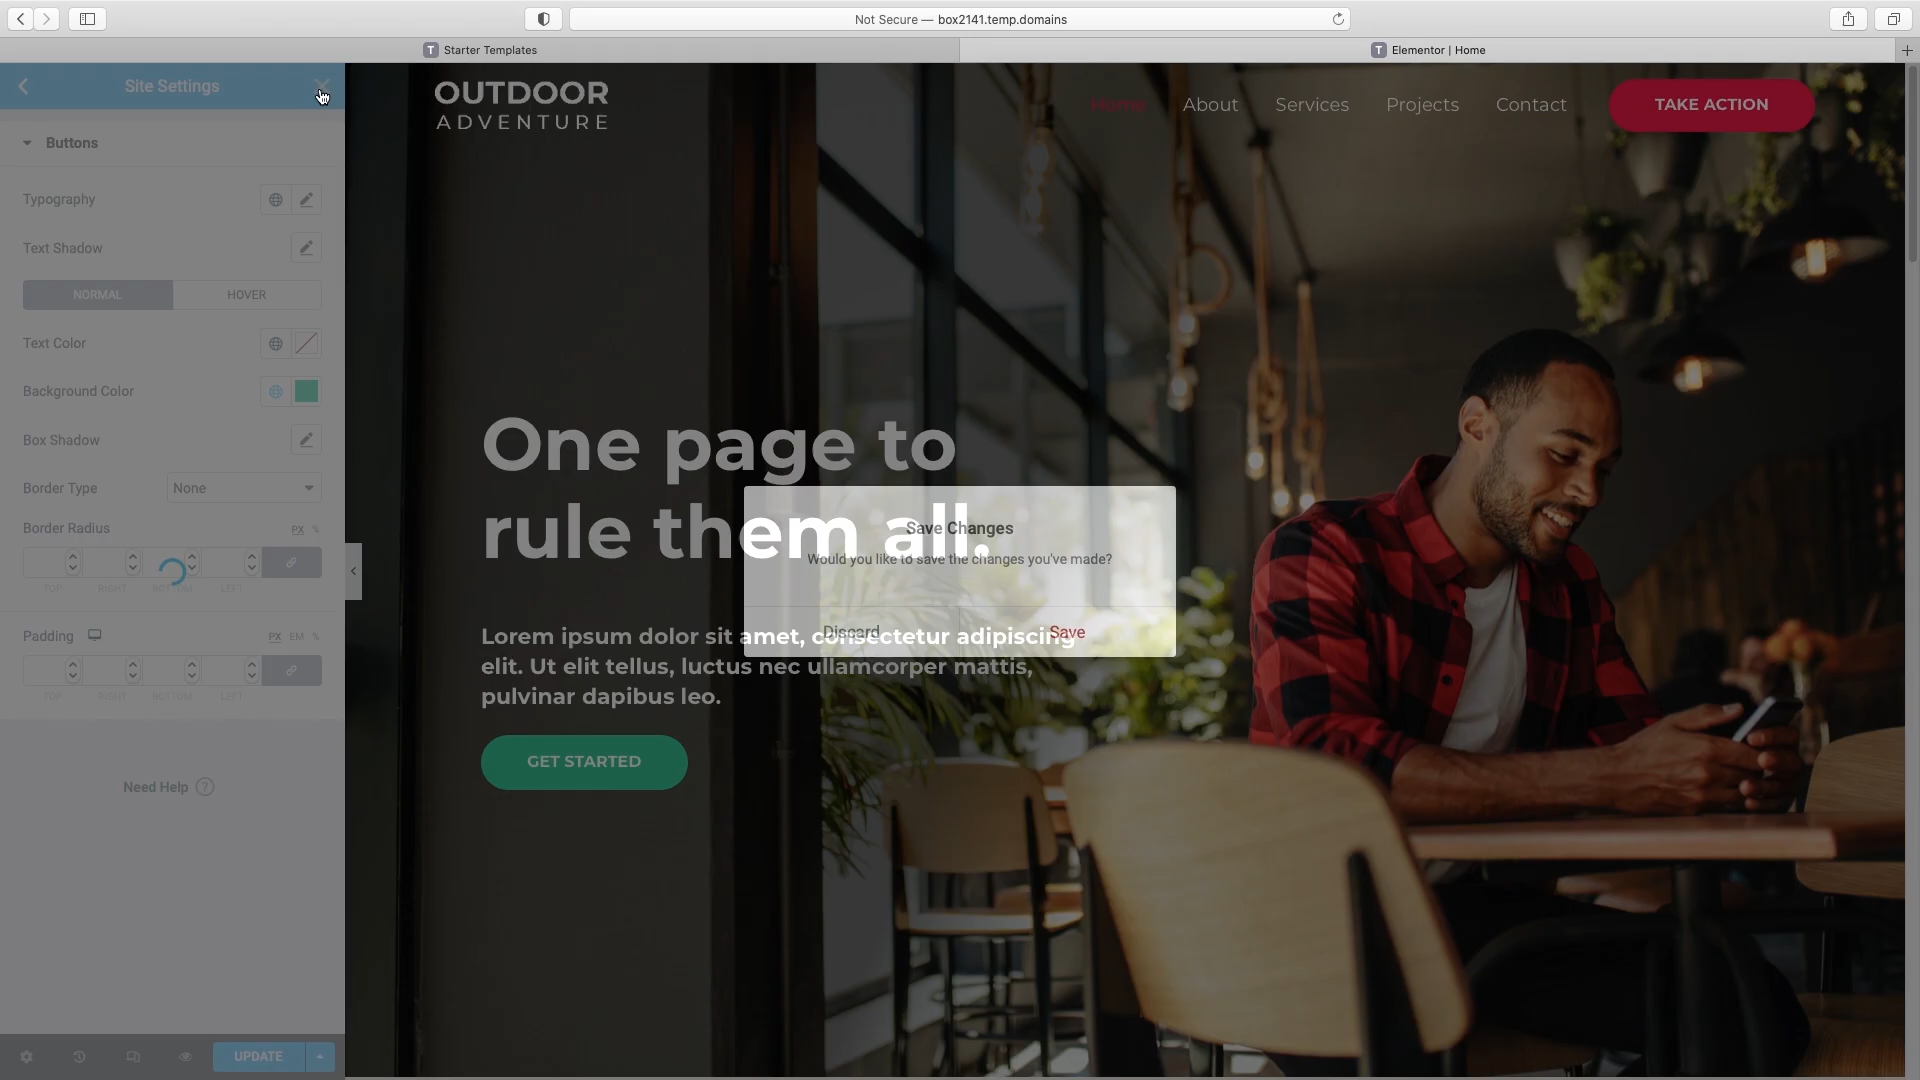 Not Secure — box2141.temp.domains
T Starter Templates
T Elementor | Home
Site Settings
Buttons
Typography
Text Shadow
NORMAL HOVER
Text Color
Background Color
Box Shadow
Border Type None
Border Radius PX %
TOP RIGHT BOTTOM LEFT
Padding PX EM %
TOP RIGHT BOTTOM LEFT
Need Help ?
UPDATE
OUTDOOR
ADVENTURE
Home About Services Projects Contact TAKE ACTION
One page to
rule them all.
Save Changes
Would you like to save the changes you've made?
Discard Save
Lorem ipsum dolor sit amet, consectetur adipiscing
elit. Ut elit tellus, luctus nec ullamcorper mattis,
pulvinar dapibus leo.
GET STARTED